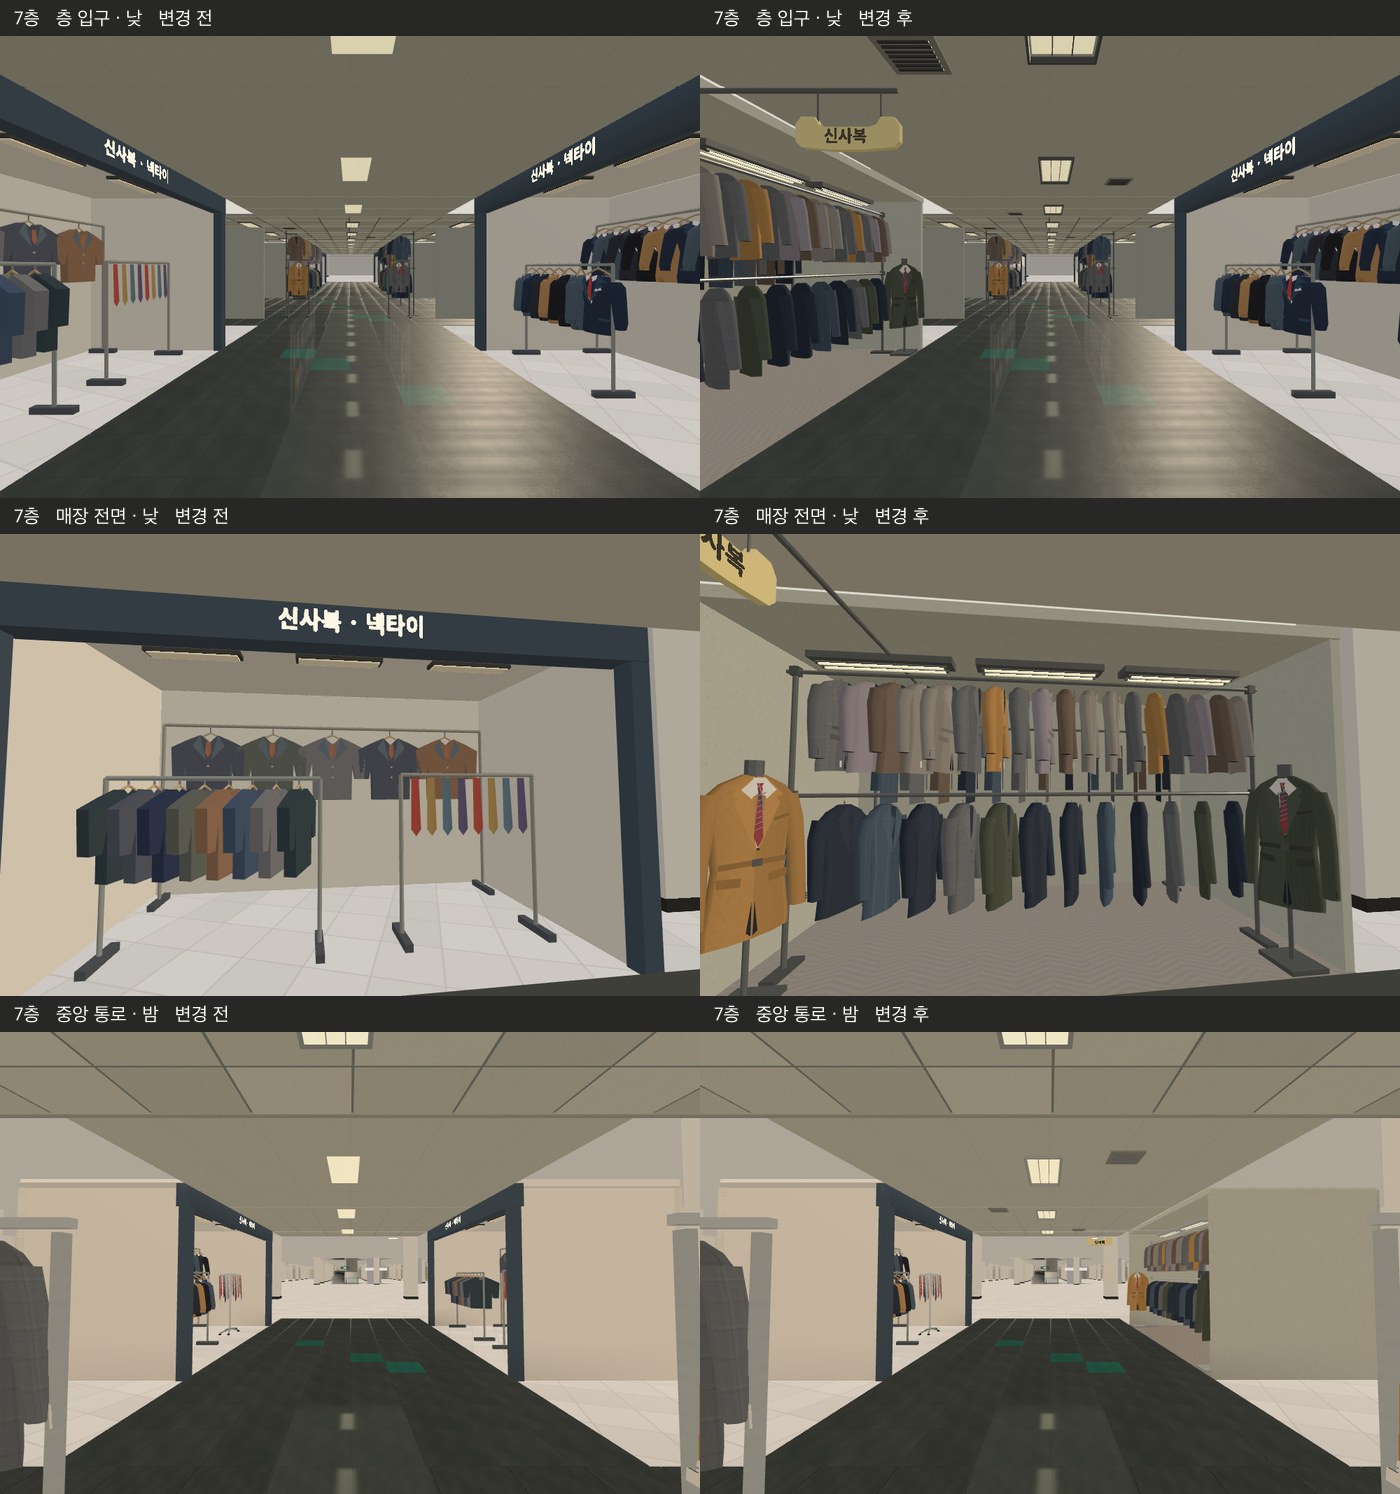 7층 층 입구 · 낮 변경 전
7층 층 입구 · 낮 변경 후
신사복 · 넥타이
신사복 · 넥타이
신사복
신사복 · 넥타이
7층 매장 전면 · 낮 변경 전
7층 매장 전면 · 낮 변경 후
신사복 · 넥타이
사복
7층 중앙 통로 · 밤 변경 전
7층 중앙 통로 · 밤 변경 후